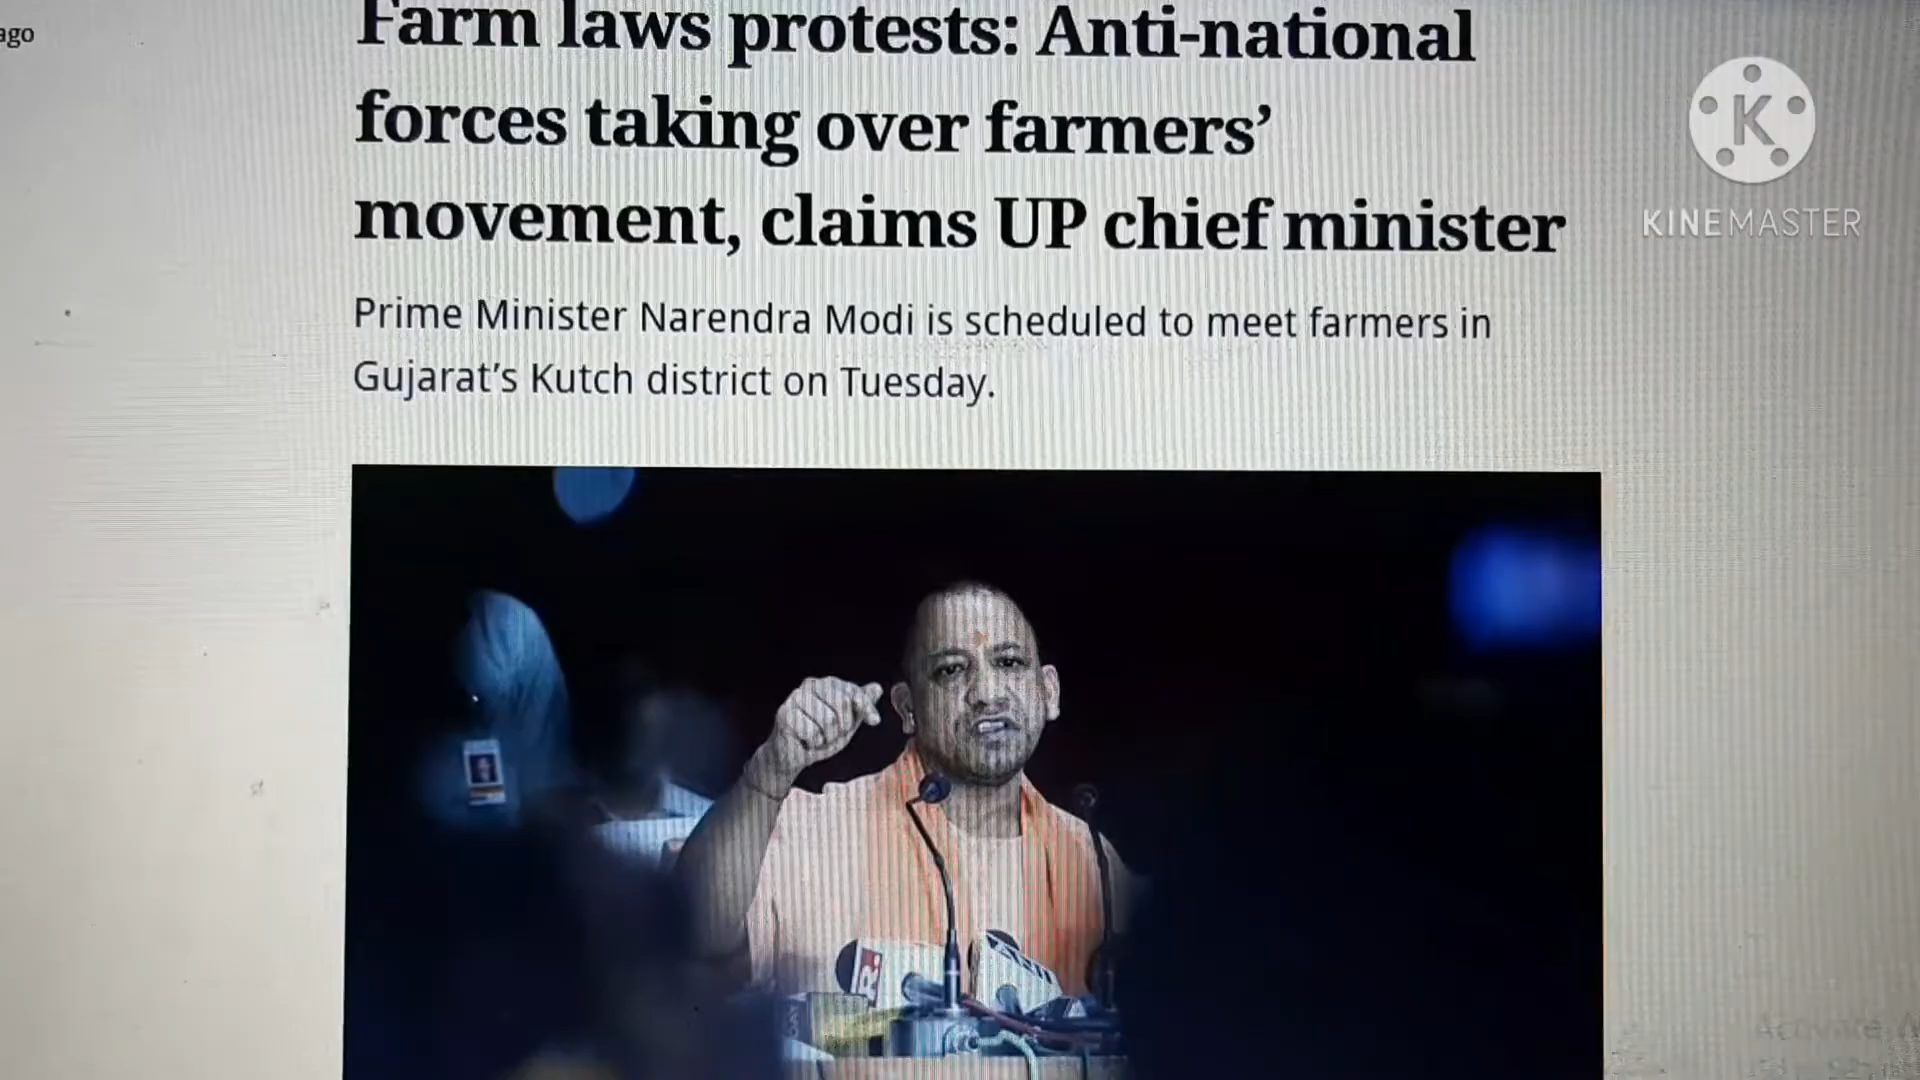 ago
Farm laws protests: Anti-national
forces taking over farmers’
movement, claims UP chief minister
Prime Minister Narendra Modi is scheduled to meet farmers in
Gujarat’s Kutch district on Tuesday.
K
KINEMASTER
R.
Activate